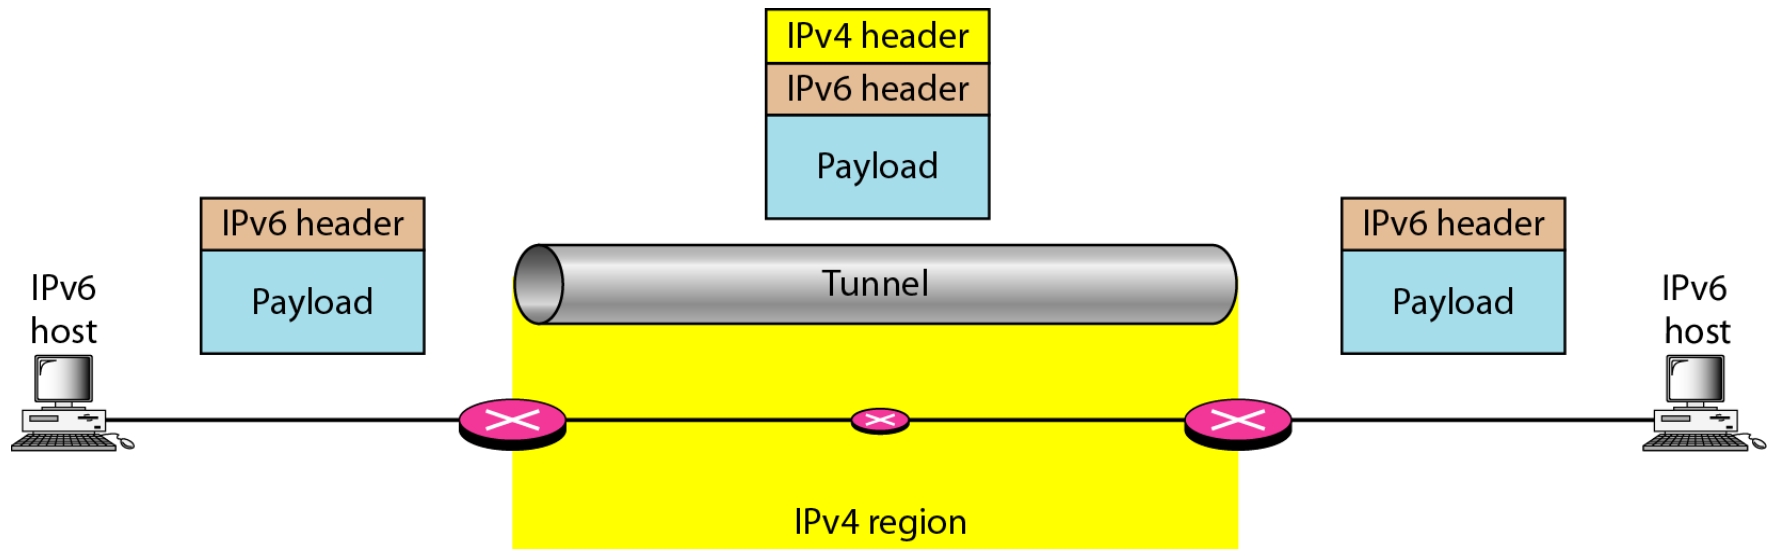 IPv4 header
IPv6 header
Payload
IPv6 header
Payload
IPv6
host
Tunnel
IPv6 header
Payload
IPv6
host
IPv4 region